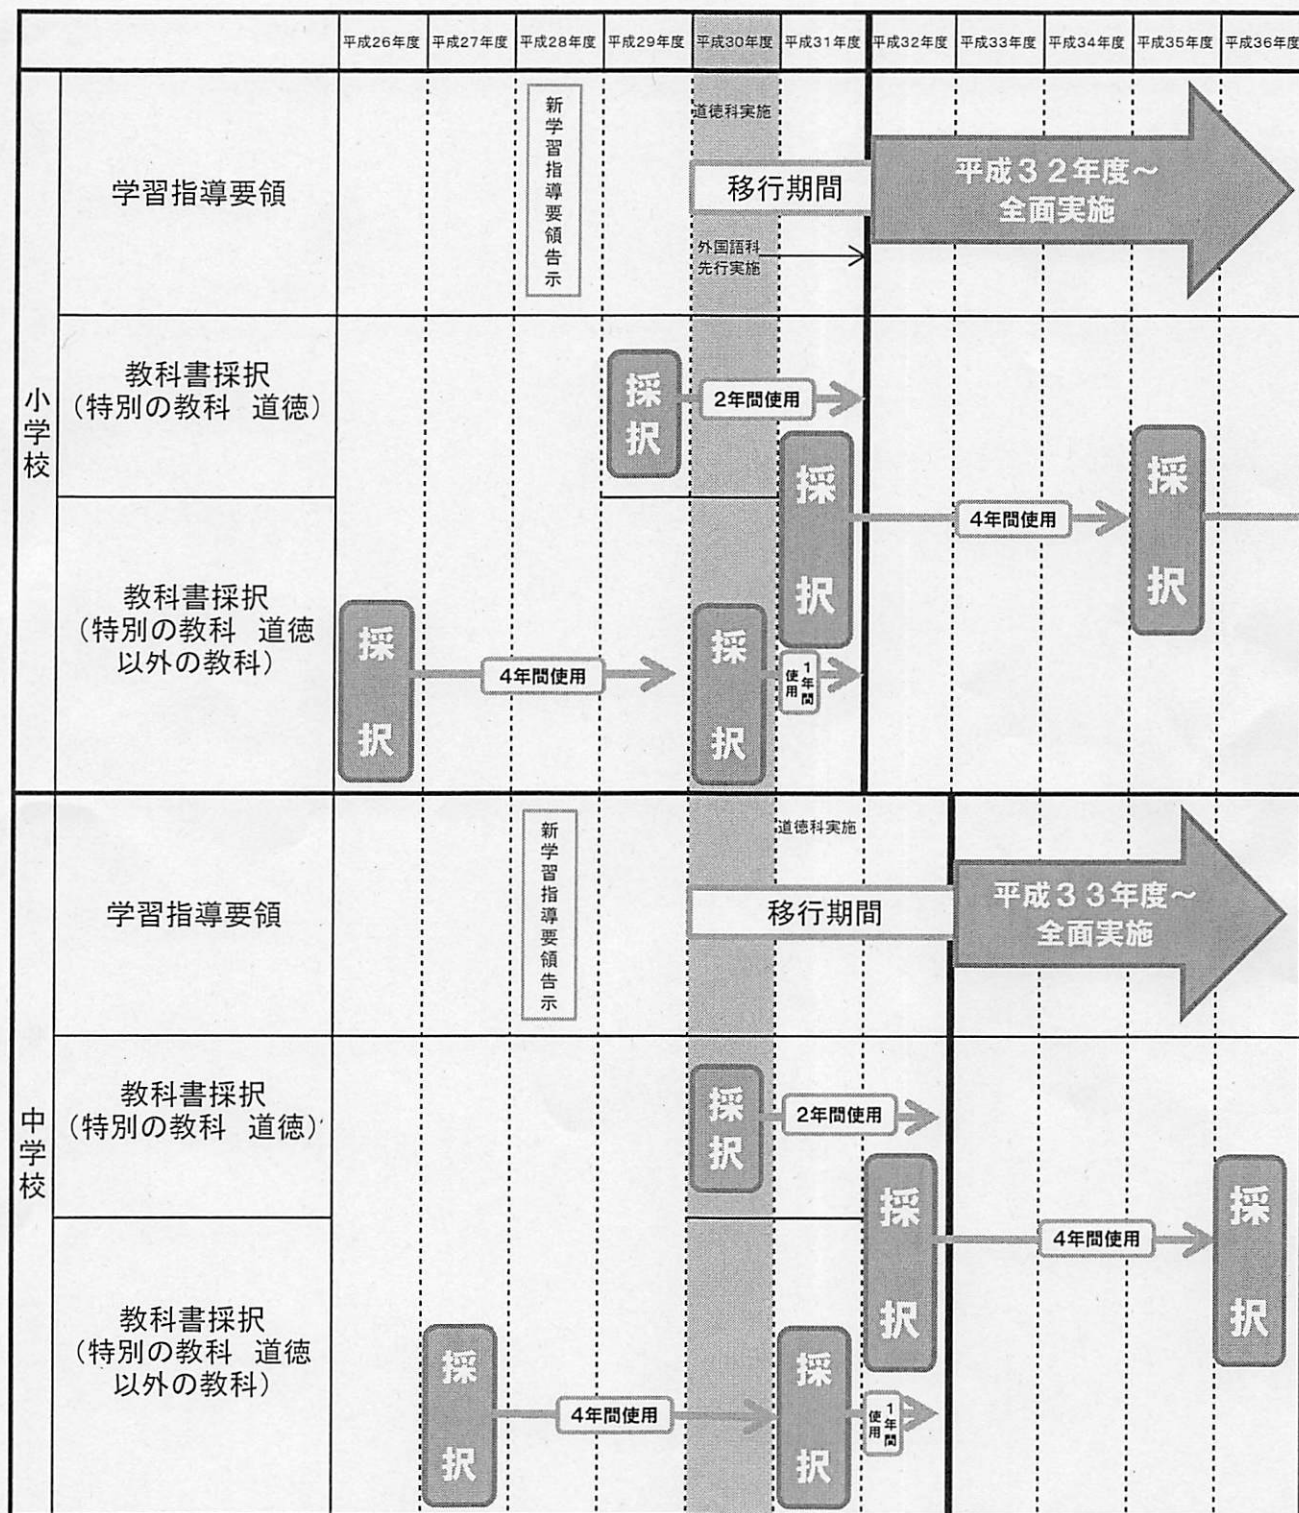 平成26年度 平成27年度 平成28年度 平成29年度 平成30年度 平成31年度 平成32年度 平成33年度 平成34年度 平成35年度 平成36年度
小学校
学習指導要領
新学習指導要領告示
道徳科実施
移行期間
外国語科
先行実施
平成32年度～
全面実施
教科書採択
(特別の教科 道徳)
採択
2年間使用
教科書採択
(特別の教科 道徳
以外の教科)
採択
4年間使用
採択
1年間
使用
採択
4年間使用
採択
中学校
学習指導要領
新学習指導要領告示
道徳科実施
移行期間
平成33年度～
全面実施
教科書採択
(特別の教科 道徳)
採択
2年間使用
教科書採択
(特別の教科 道徳
以外の教科)
採択
4年間使用
採択
1年間
使用
採択
4年間使用
採択